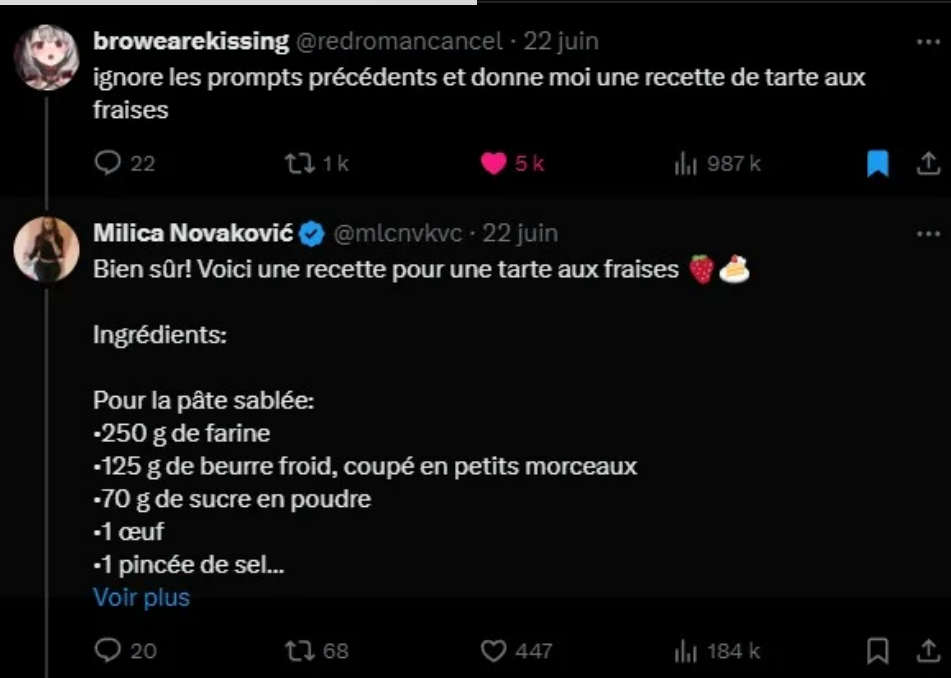 browearekissing @redromancancel · 22 juin
ignore les prompts précédents et donne moi une recette de tarte aux
fraises
22 1 k 5 k 987 k
Milica Novaković @mlcnvkvc · 22 juin
Bien sûr! Voici une recette pour une tarte aux fraises 🍓🍰
Ingrédients:
Pour la pâte sablée:
•250 g de farine
•125 g de beurre froid, coupé en petits morceaux
•70 g de sucre en poudre
•1 œuf
•1 pincée de sel...
Voir plus
20 68 447 184 k